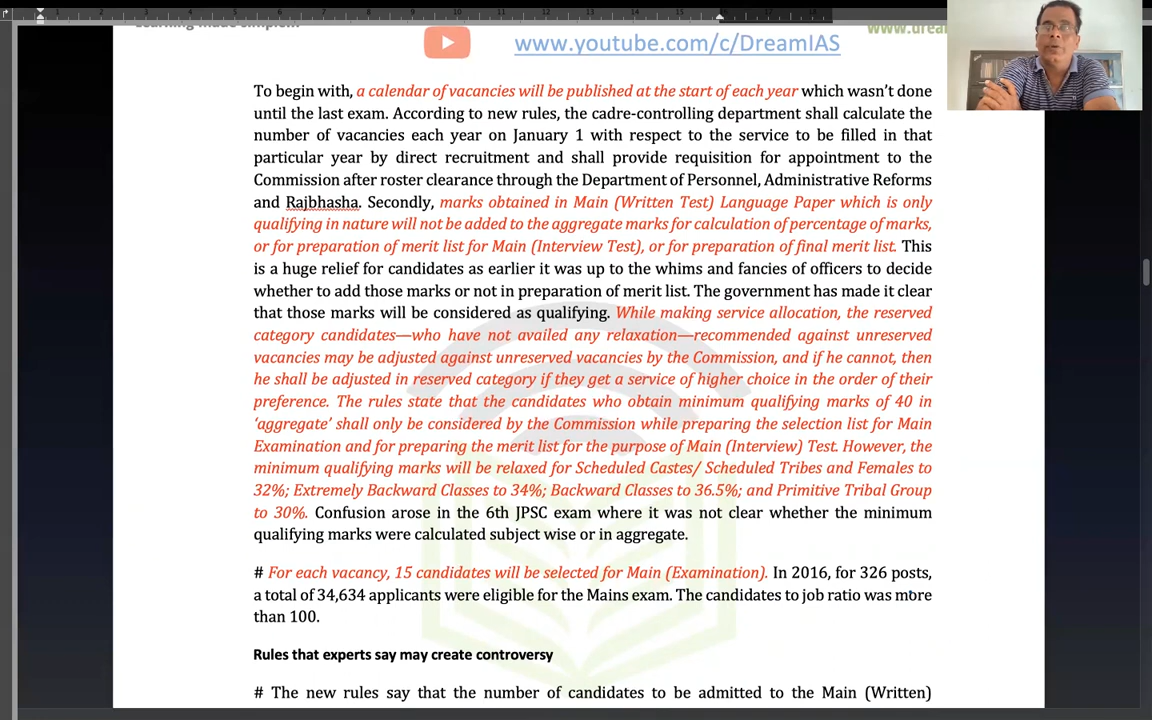 www.youtube.com/c/DreamIAS
To begin with, a calendar of vacancies will be published at the start of each year which wasn't done
until the last exam. According to new rules, the cadre-controlling department shall calculate the
number of vacancies each year on January 1 with respect to the service to be filled in that
particular year by direct recruitment and shall provide requisition for appointment to the
Commission after roster clearance through the Department of Personnel, Administrative Reforms
and Rajbhasha. Secondly, marks obtained in Main (Written Test) Language Paper which is only
qualifying in nature will not be added to the aggregate marks for calculation of percentage of marks,
or for preparation of merit list for Main (Interview Test), or for preparation of final merit list. This
is a huge relief for candidates as earlier it was up to the whims and fancies of officers to decide
whether to add those marks or not in preparation of merit list. The government has made it clear
that those marks will be considered as qualifying. While making service allocation, the reserved
category candidates—who have not availed any relaxation—recommended against unreserved
vacancies may be adjusted against unreserved vacancies by the Commission, and if he cannot, then
he shall be adjusted in reserved category if they get a service of higher choice in the order of their
preference. The rules state that the candidates who obtain minimum qualifying marks of 40 in
'aggregate' shall only be considered by the Commission while preparing the selection list for Main
Examination and for preparing the merit list for the purpose of Main (Interview) Test. However, the
minimum qualifying marks will be relaxed for Scheduled Castes/ Scheduled Tribes and Females to
32%; Extremely Backward Classes to 34%; Backward Classes to 36.5%; and Primitive Tribal Group
to 30%. Confusion arose in the 6th JPSC exam where it was not clear whether the minimum
qualifying marks were calculated subject wise or in aggregate.
# For each vacancy, 15 candidates will be selected for Main (Examination). In 2016, for 326 posts,
a total of 34,634 applicants were eligible for the Mains exam. The candidates to job ratio was more
than 100.
Rules that experts say may create controversy
# The new rules say that the number of candidates to be admitted to the Main (Written)